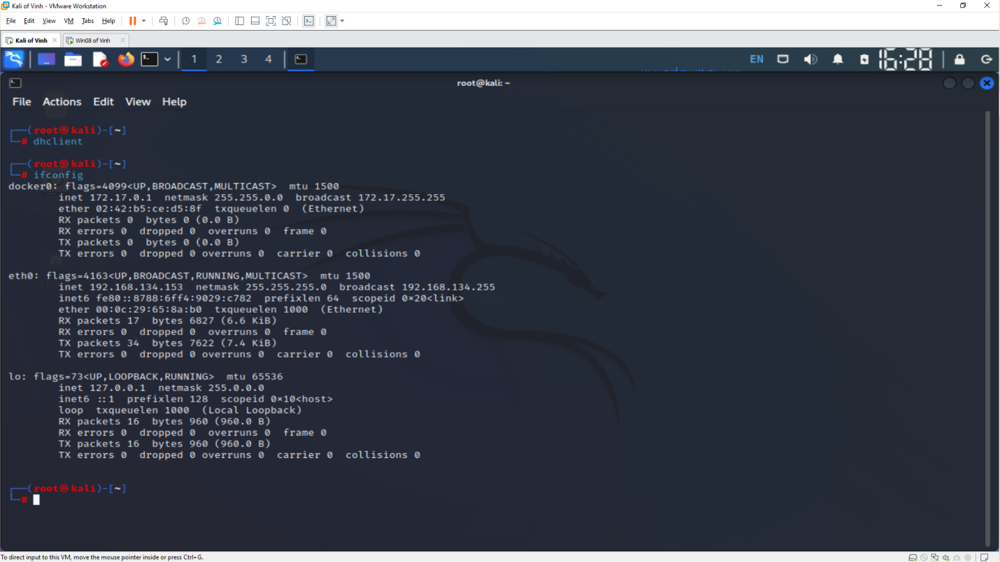 Kali of Vinh - VMware Workstation
File Edit View VM Tabs Help
Kali of Vinh Win08 of Vinh
1 2 3 4 EN 16:28
root@kali: ~
File Actions Edit View Help
┌──(root㉿kali)-[~]
└─# dhclient
┌──(root㉿kali)-[~]
└─# ifconfig
docker0: flags=4099<UP,BROADCAST,MULTICAST>  mtu 1500
inet 172.17.0.1  netmask 255.255.0.0  broadcast 172.17.255.255
ether 02:42:b5:ce:d5:8f  txqueuelen 0  (Ethernet)
RX packets 0  bytes 0 (0.0 B)
RX errors 0  dropped 0  overruns 0  frame 0
TX packets 0  bytes 0 (0.0 B)
TX errors 0  dropped 0 overruns 0  carrier 0  collisions 0
eth0: flags=4163<UP,BROADCAST,RUNNING,MULTICAST>  mtu 1500
inet 192.168.134.153  netmask 255.255.255.0  broadcast 192.168.134.255
inet6 fe80::8788:6ff4:9029:c782  prefixlen 64  scopeid 0×20<link>
ether 00:0c:29:65:8a:b0  txqueuelen 1000  (Ethernet)
RX packets 17  bytes 6827 (6.6 KiB)
RX errors 0  dropped 0  overruns 0  frame 0
TX packets 34  bytes 7622 (7.4 KiB)
TX errors 0  dropped 0 overruns 0  carrier 0  collisions 0
lo: flags=73<UP,LOOPBACK,RUNNING>  mtu 65536
inet 127.0.0.1  netmask 255.0.0.0
inet6 ::1  prefixlen 128  scopeid 0×10<host>
loop  txqueuelen 1000  (Local Loopback)
RX packets 16  bytes 960 (960.0 B)
RX errors 0  dropped 0  overruns 0  frame 0
TX packets 16  bytes 960 (960.0 B)
TX errors 0  dropped 0 overruns 0  carrier 0  collisions 0
┌──(root㉿kali)-[~]
└─#
To direct input to this VM, move the mouse pointer inside or press Ctrl+G.